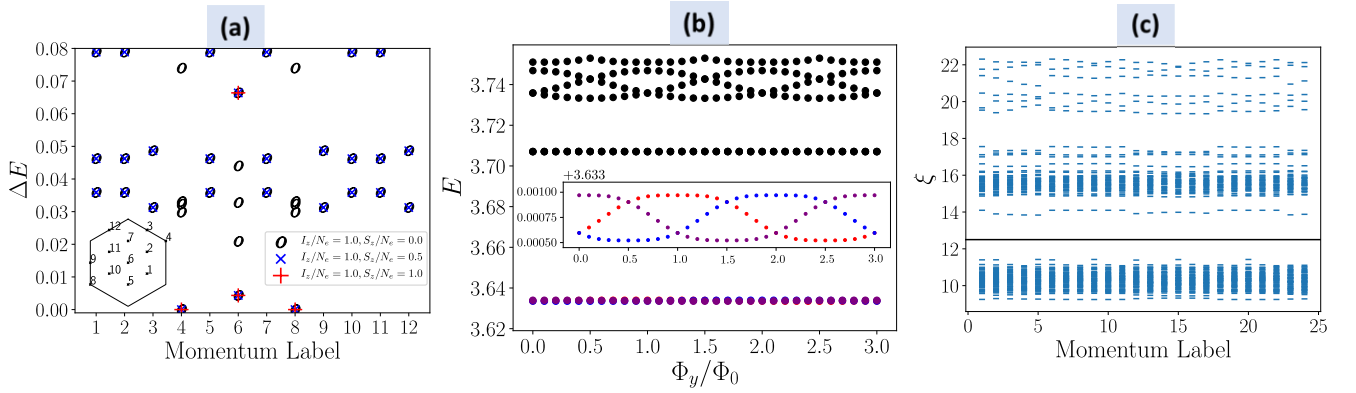 (a)
0.08
0.07
0.06
0.05
0.04
0.03
0.02
0.01
0.00
ΔE
12 3
7 4
11 2
9 6
10 1
8 5
I_z/N_e = 1.0, S_z/N_e = 0.0
I_z/N_e = 1.0, S_z/N_e = 0.5
I_z/N_e = 1.0, S_z/N_e = 1.0
1 2 3 4 5 6 7 8 9 10 11 12
Momentum Label
(b)
3.74
3.72
3.70
3.68
3.66
3.64
3.62
E
+3.633
0.00100
0.00075
0.00050
0.0 0.5 1.0 1.5 2.0 2.5 3.0
0.0 0.5 1.0 1.5 2.0 2.5 3.0
Φ_y/Φ_0
(c)
22
20
18
16
14
12
10
ξ
0 5 10 15 20 25
Momentum Label